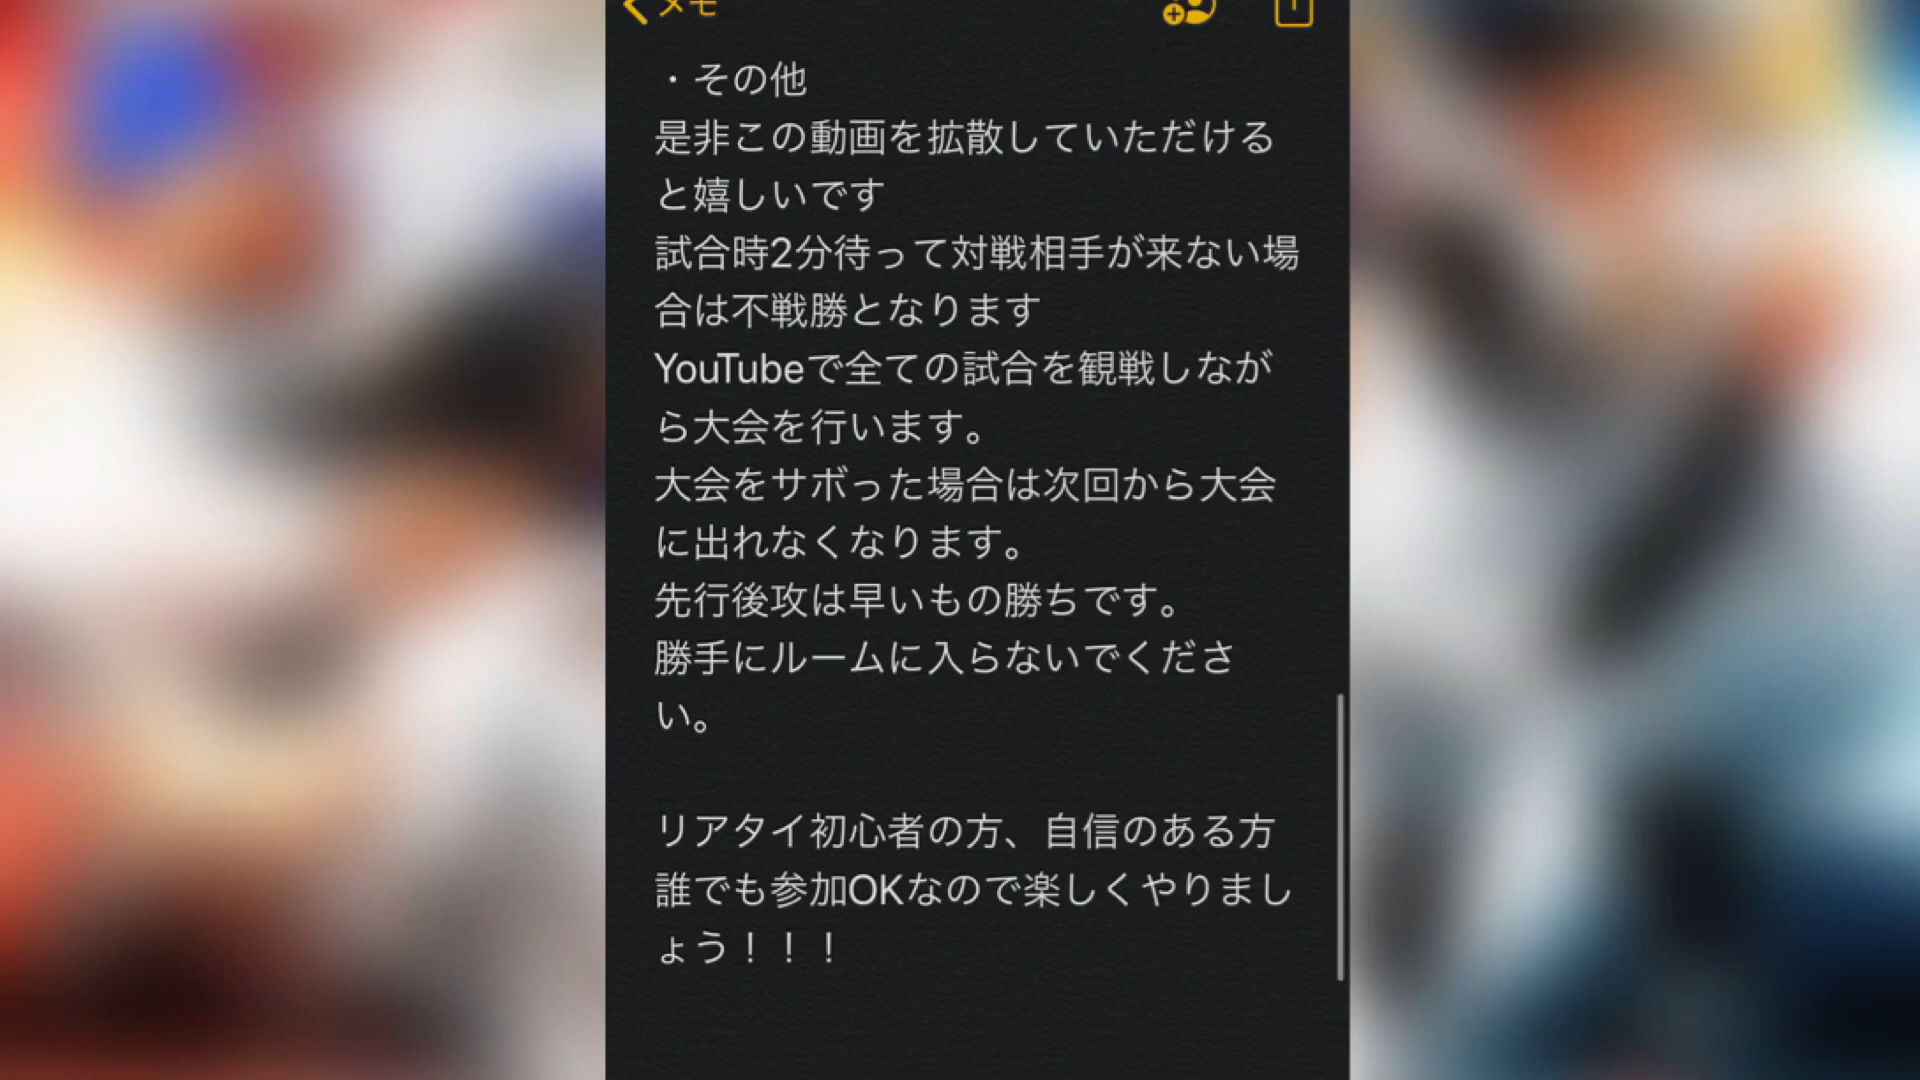 メモ
・その他
是非この動画を拡散していただける
と嬉しいです
試合時2分待って対戦相手が来ない場
合は不戦勝となります
YouTubeで全ての試合を観戦しなが
ら大会を行います。
大会をサボった場合は次回から大会
に出れなくなります。
先行後攻は早いもの勝ちです。
勝手にルームに入らないでくださ
い。
リアタイ初心者の方、自信のある方
誰でも参加OKなので楽しくやりまし
ょう！！！